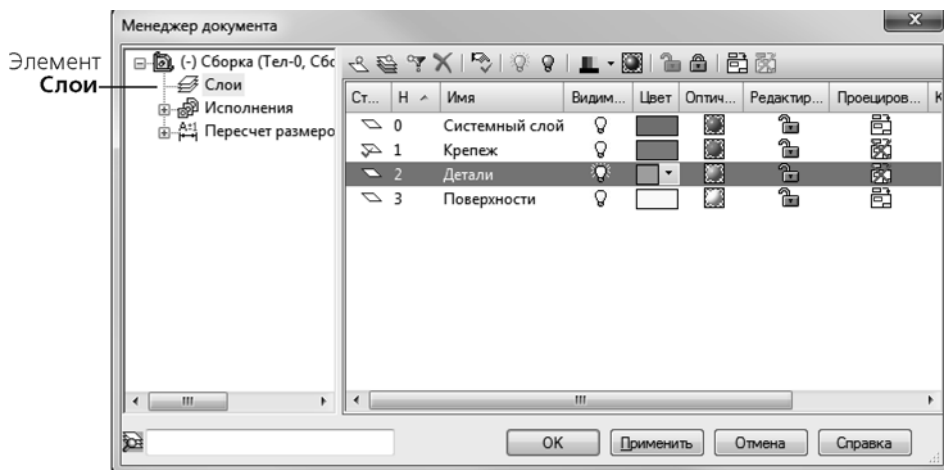 Менеджер документа
Элемент
Слои
(-) Сборка (Тел-0, Сбо
Слои
Исполнения
Пересчет размеро
Ст... Н Имя Видим... Цвет Оптич... Редактир... Проециров... К
0 Системный слой
1 Крепеж
2 Детали
3 Поверхности
OK Применить Отмена Справка